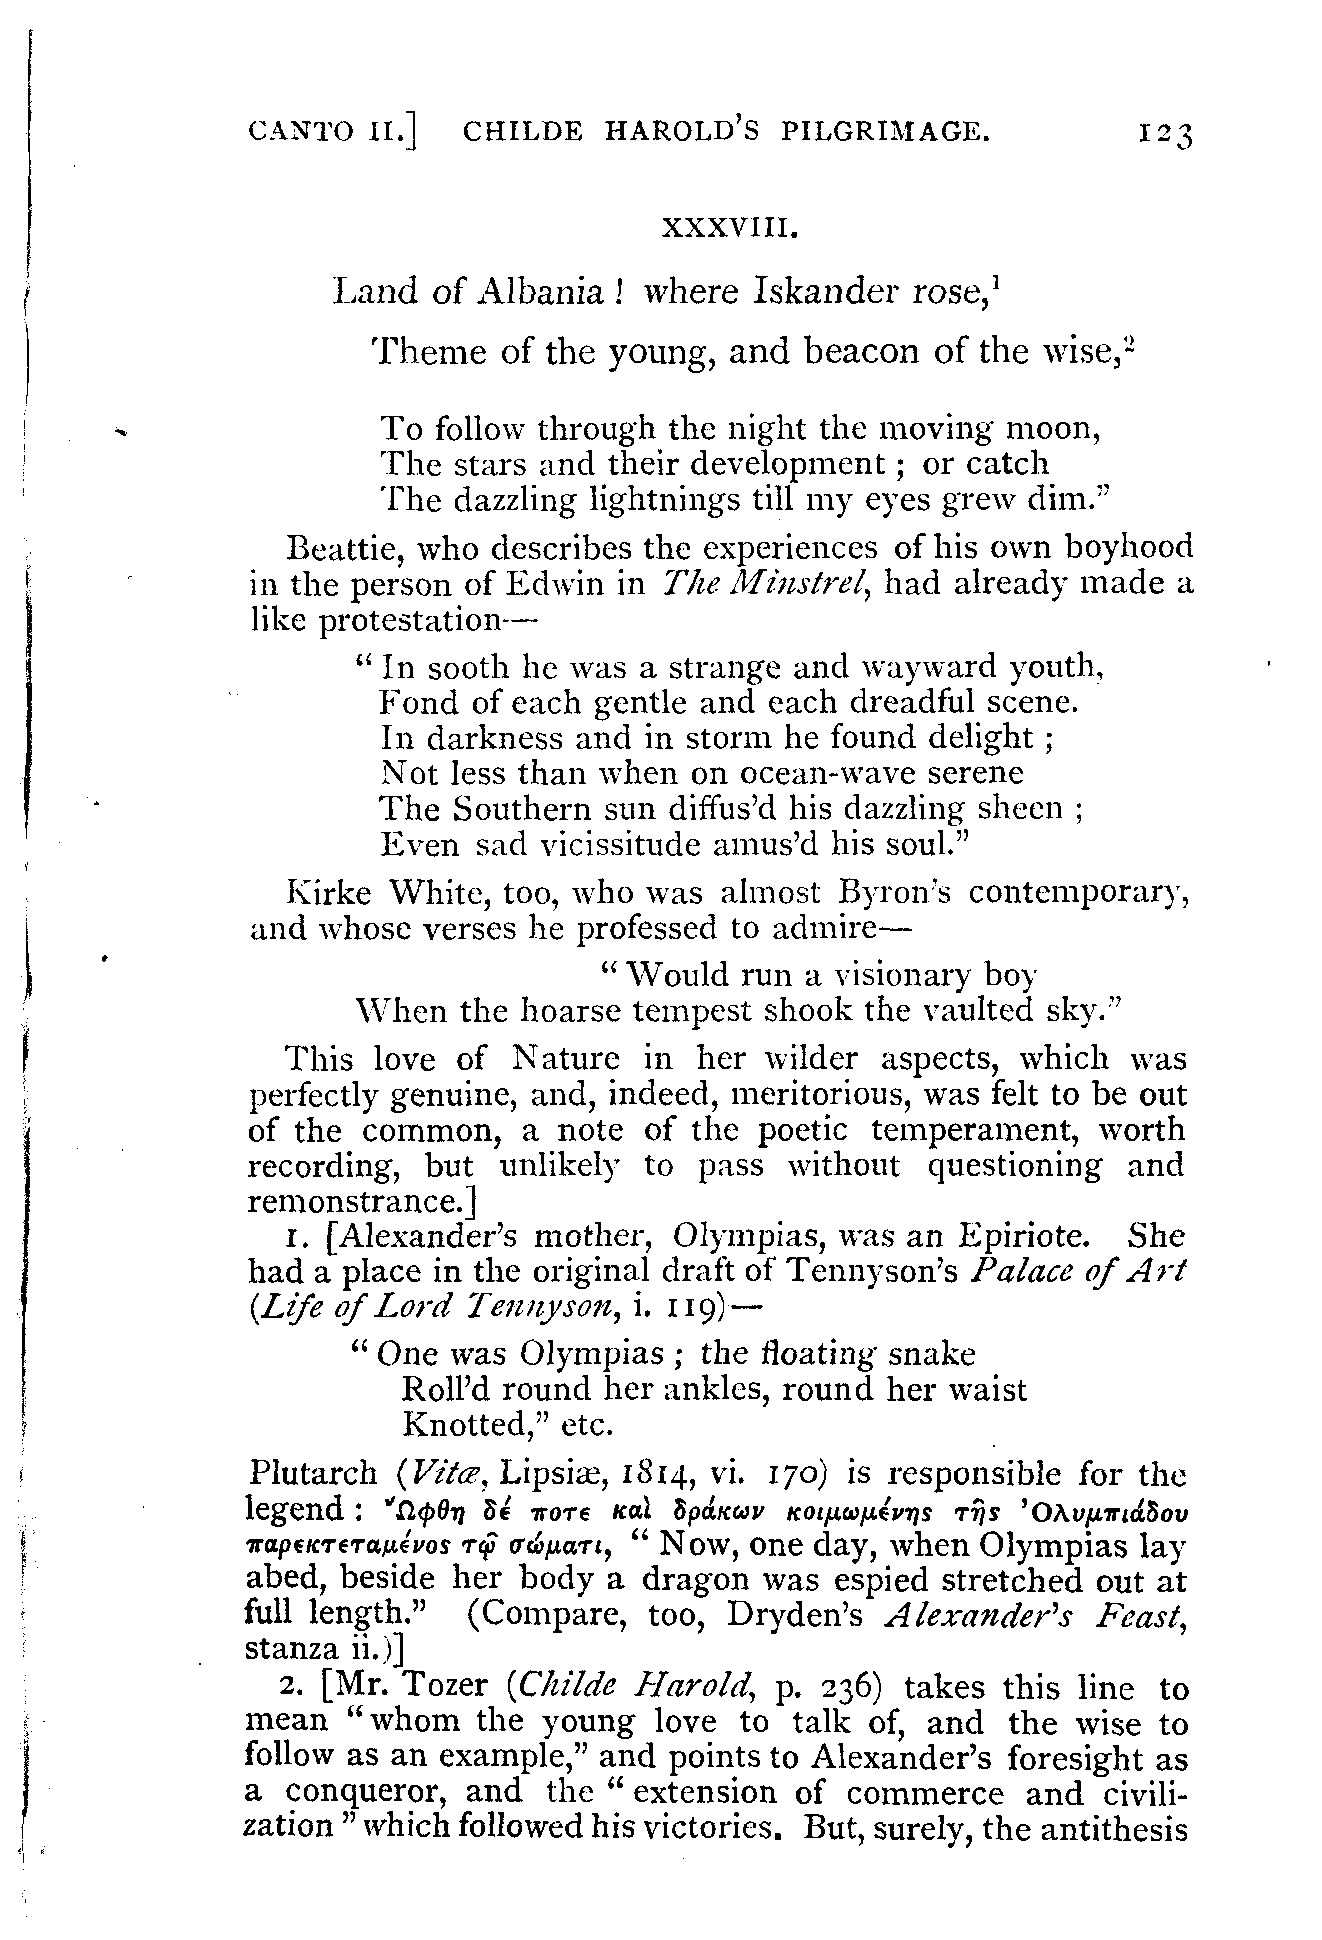 CANTO II.] CHILDE HAROLD'S PILGRIMAGE. 123
XXXVIII.
Land of Albania! where Iskander rose,¹
Theme of the young, and beacon of the wise,²
To follow through the night the moving moon,
The stars and their development; or catch
The dazzling lightnings till my eyes grew dim."
Beattie, who describes the experiences of his own boyhood
in the person of Edwin in The Minstrel, had already made a
like protestation—
"In sooth he was a strange and wayward youth,
Fond of each gentle and each dreadful scene.
In darkness and in storm he found delight;
Not less than when on ocean-wave serene
The Southern sun diffus'd his dazzling sheen;
Even sad vicissitude amus'd his soul."
Kirke White, too, who was almost Byron's contemporary,
and whose verses he professed to admire—
"Would run a visionary boy
When the hoarse tempest shook the vaulted sky."
This love of Nature in her wilder aspects, which was
perfectly genuine, and, indeed, meritorious, was felt to be out
of the common, a note of the poetic temperament, worth
recording, but unlikely to pass without questioning and
remonstrance.]
1. [Alexander's mother, Olympias, was an Epiriote. She
had a place in the original draft of Tennyson's Palace of Art
(Life of Lord Tennyson, i. 119)—
"One was Olympias; the floating snake
Roll'd round her ankles, round her waist
Knotted," etc.
Plutarch (Vitæ, Lipsiæ, 1814, vi. 170) is responsible for the
legend: Ὤφθη δέ ποτε καὶ δράκων κοιμωμένης τῆς Ὀλυμπιάδου
παρεκτεταμένος τῷ σώματι, "Now, one day, when Olympias lay
abed, beside her body a dragon was espied stretched out at
full length." (Compare, too, Dryden's Alexander's Feast,
stanza ii.)]
2. [Mr. Tozer (Childe Harold, p. 236) takes this line to
mean "whom the young love to talk of, and the wise to
follow as an example," and points to Alexander's foresight as
a conqueror, and the "extension of commerce and civili-
zation" which followed his victories. But, surely, the antithesis